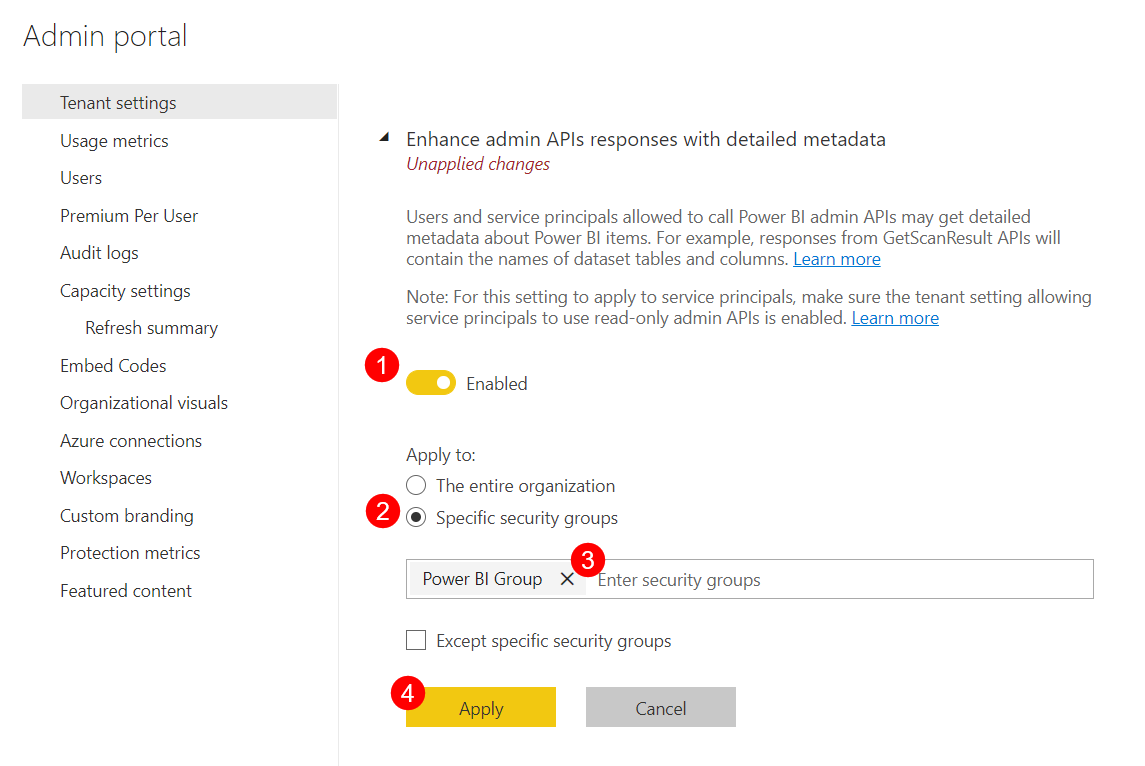 Admin portal
Tenant settings
Usage metrics
Users
Premium Per User
Audit logs
Capacity settings
Refresh summary
Embed Codes
Organizational visuals
Azure connections
Workspaces
Custom branding
Protection metrics
Featured content
Enhance admin APIs responses with detailed metadata
Unapplied changes
Users and service principals allowed to call Power BI admin APIs may get detailed
metadata about Power BI items. For example, responses from GetScanResult APIs will
contain the names of dataset tables and columns. Learn more
Note: For this setting to apply to service principals, make sure the tenant setting allowing
service principals to use read-only admin APIs is enabled. Learn more
1 Enabled
Apply to:
The entire organization
2 Specific security groups
Power BI Group 3 Enter security groups
Except specific security groups
4 Apply Cancel